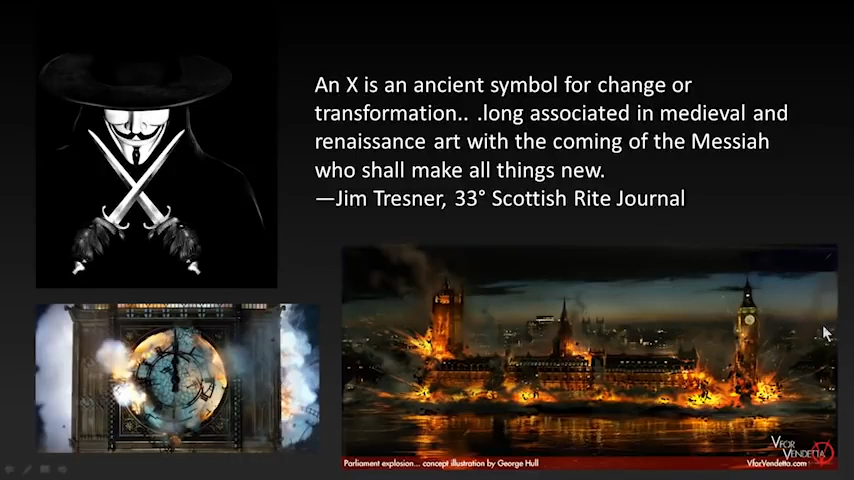 An X is an ancient symbol for change or
transformation.. .long associated in medieval and
renaissance art with the coming of the Messiah
who shall make all things new.
—Jim Tresner, 33° Scottish Rite Journal
V FOR
VENDETTA
Parliament explosion... concept illustration by George Hull
VforVendetta.com